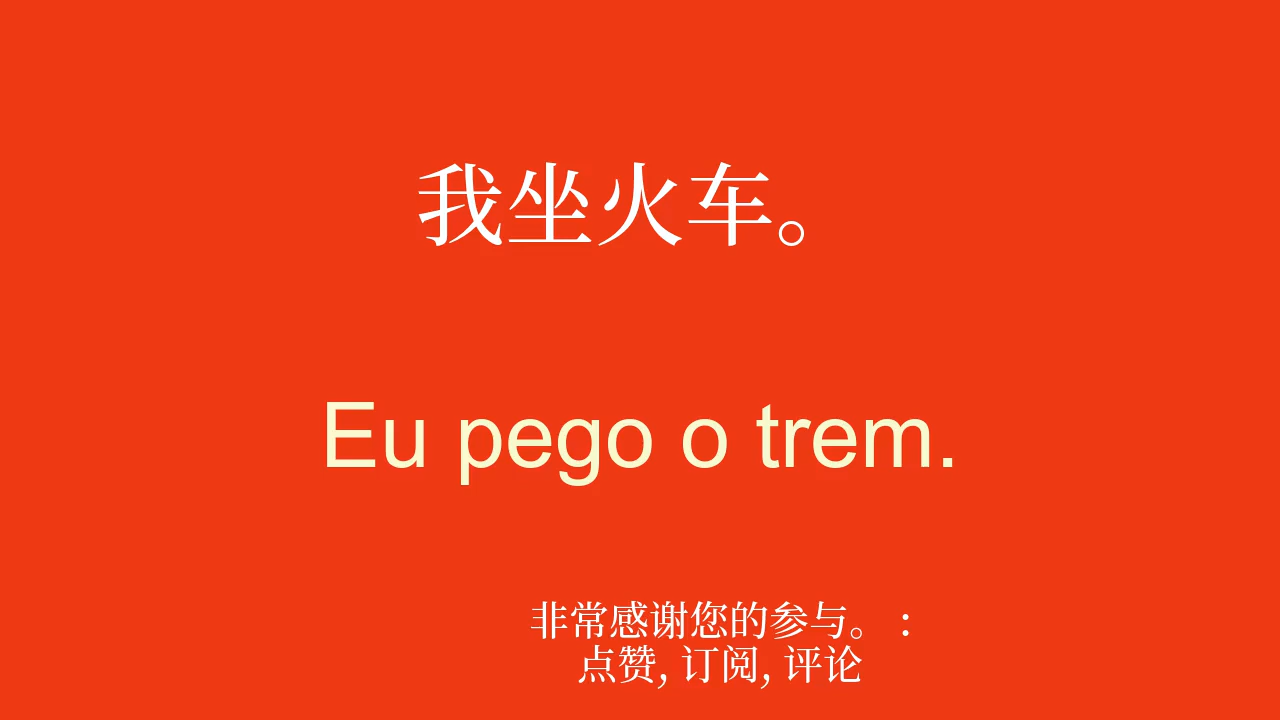 我坐火车。
Eu pego o trem.
非常感谢您的参与。 :
点赞, 订阅, 评论